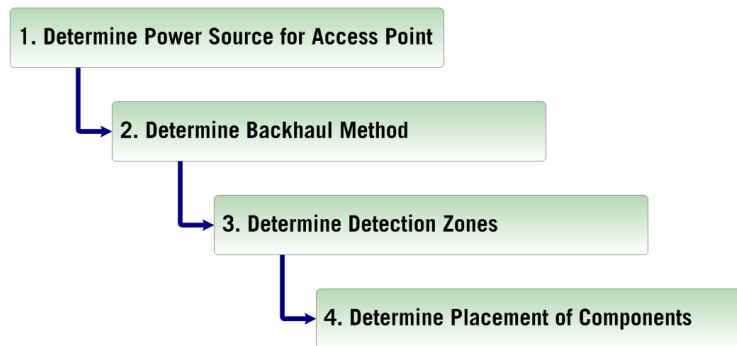 1. Determine Power Source for Access Point
2. Determine Backhaul Method
3. Determine Detection Zones
4. Determine Placement of Components